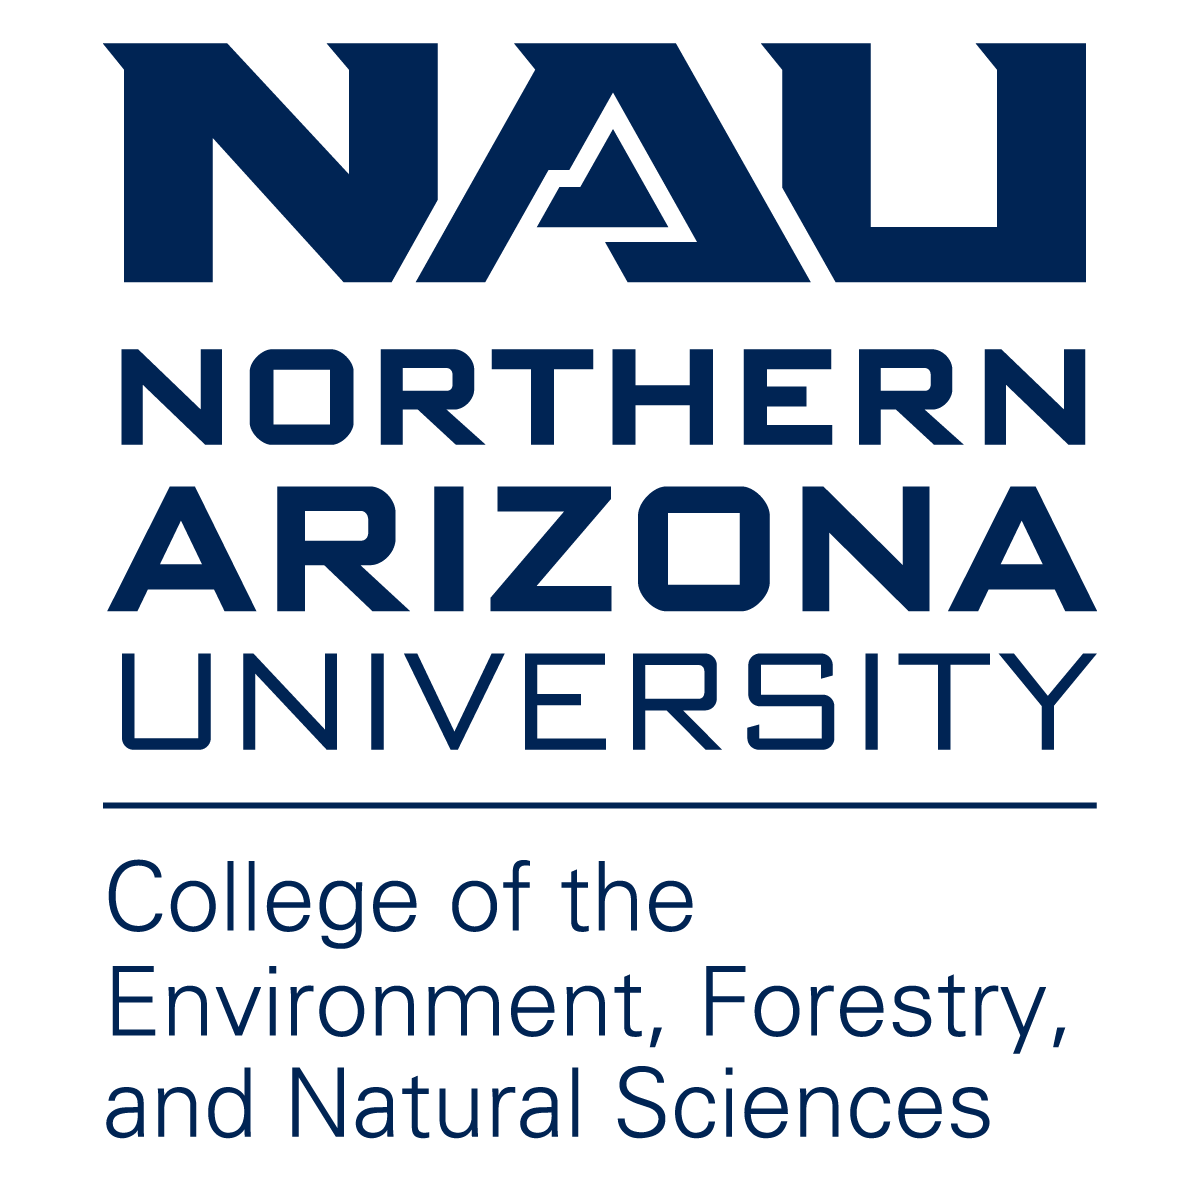 NAU
NORTHERN
ARIZONA
UNIVERSITY
College of the
Environment, Forestry,
and Natural Sciences